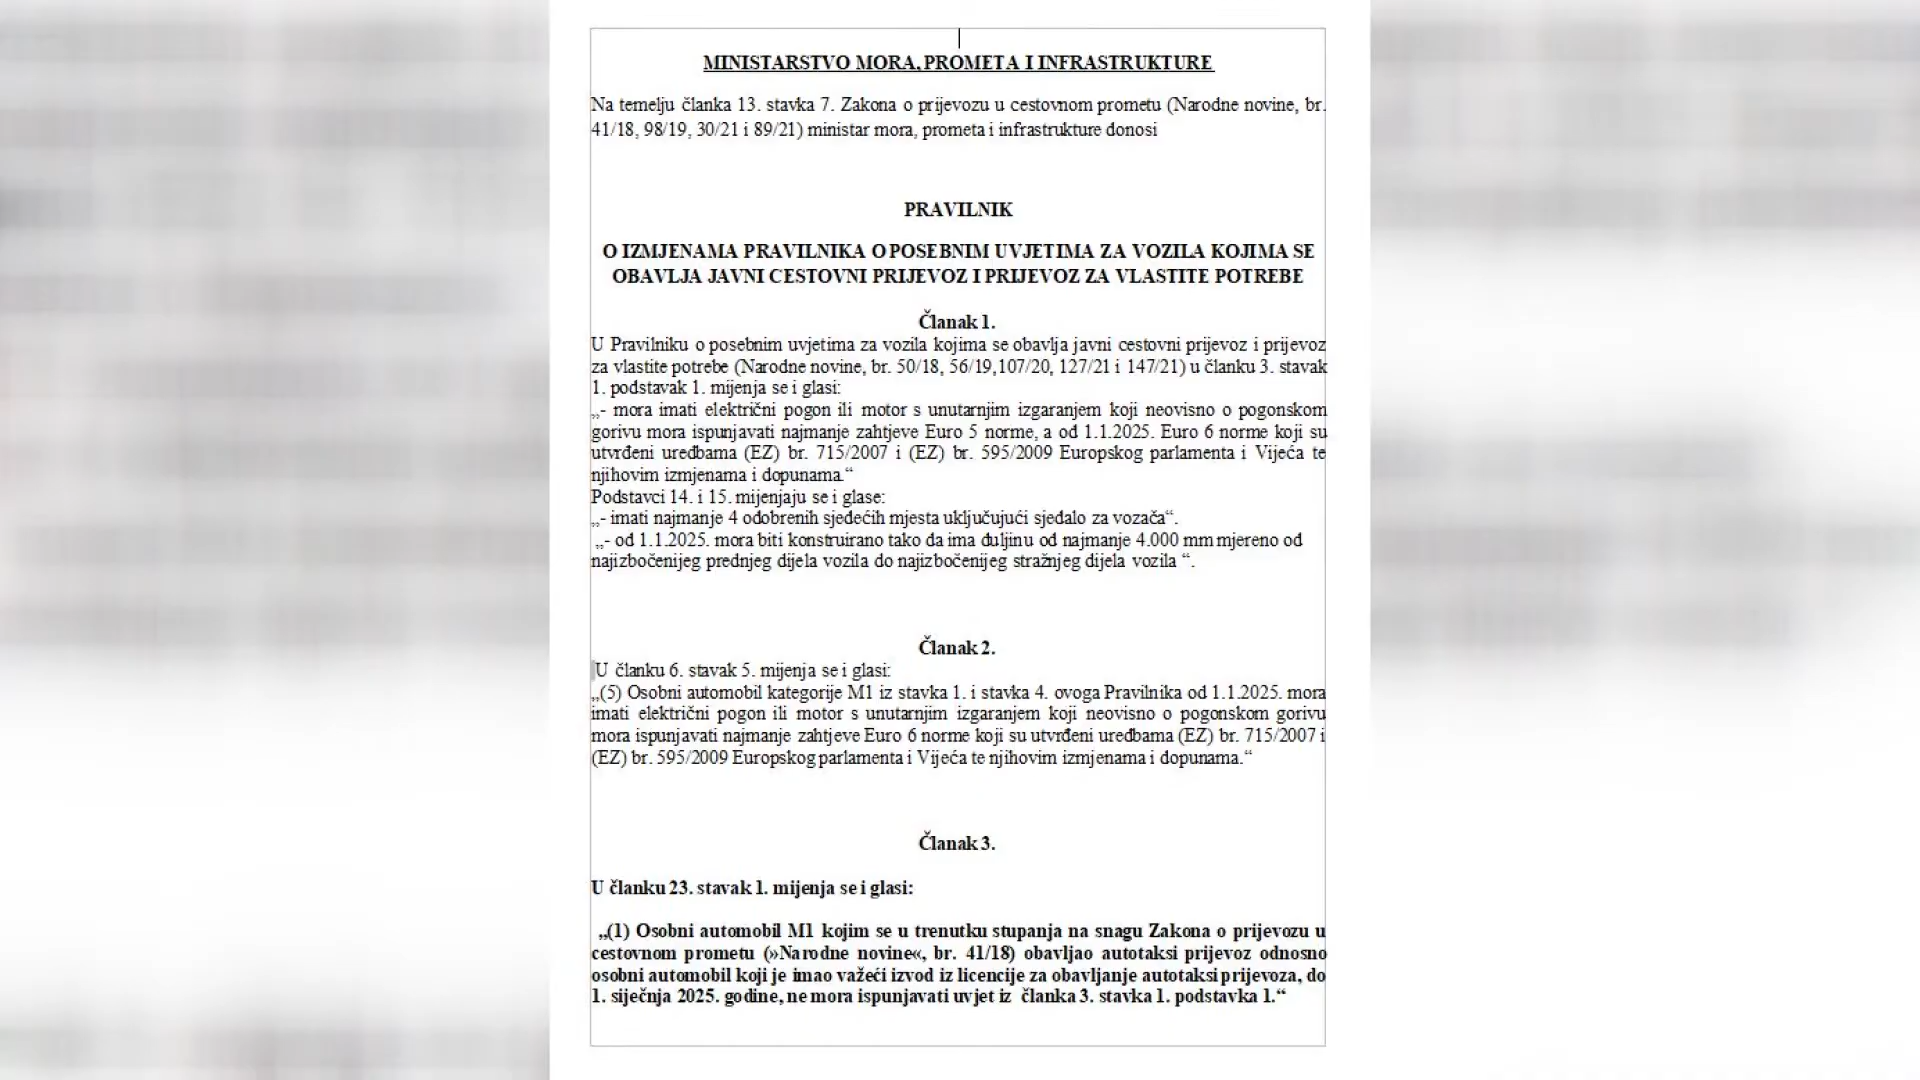 MINISTARSTVO MORA, PROMETA I INFRASTRUKTURE
Na temelju članka 13. stavka 7. Zakona o prijevozu u cestovnom prometu (Narodne novine, br.
41/18, 98/19, 30/21 i 89/21) ministar mora, prometa i infrastrukture donosi
PRAVILNIK
O IZMJENAMA PRAVILNIKA O POSEBNIM UVJETIMA ZA VOZILA KOJIMA SE
OBAVLJA JAVNI CESTOVNI PRIJEVOZ I PRIJEVOZ ZA VLASTITE POTREBE
Članak 1.
U Pravilniku o posebnim uvjetima za vozila kojima se obavlja javni cestovni prijevoz i prijevoz
za vlastite potrebe (Narodne novine, br. 50/18, 56/19,107/20, 127/21 i 147/21) u članku 3. stavak
1. podstavak 1. mijenja se i glasi:
„- mora imati električni pogon ili motor s unutarnjim izgaranjem koji neovisno o pogonskom
gorivu mora ispunjavati najmanje zahtjeve Euro 5 norme, a od 1.1.2025. Euro 6 norme koji su
utvrđeni uredbama (EZ) br. 715/2007 i (EZ) br. 595/2009 Europskog parlamenta i Vijeća te
njihovim izmjenama i dopunama.“
Podstavci 14. i 15. mijenjaju se i glase:
„- imati najmanje 4 odobrenih sjedećih mjesta uključujući sjedalo za vozača“.
„- od 1.1.2025. mora biti konstruirano tako da ima duljinu od najmanje 4.000 mm mjereno od
najizbočenijeg prednjeg dijela vozila do najizbočenijeg stražnjeg dijela vozila “.
Članak 2.
U članku 6. stavak 5. mijenja se i glasi:
„(5) Osobni automobil kategorije M1 iz stavka 1. i stavka 4. ovoga Pravilnika od 1.1.2025. mora
imati električni pogon ili motor s unutarnjim izgaranjem koji neovisno o pogonskom gorivu
mora ispunjavati najmanje zahtjeve Euro 6 norme koji su utvrđeni uredbama (EZ) br. 715/2007 i
(EZ) br. 595/2009 Europskog parlamenta i Vijeća te njihovim izmjenama i dopunama.“
Članak 3.
U članku 23. stavak 1. mijenja se i glasi:
„(1) Osobni automobil M1 kojim se u trenutku stupanja na snagu Zakona o prijevozu u
cestovnom prometu (»Narodne novine«, br. 41/18) obavljao autotaksi prijevoz odnosno
osobni automobil koji je imao važeći izvod iz licencije za obavljanje autotaksi prijevoza, do
1. siječnja 2025. godine, ne mora ispunjavati uvjet iz članka 3. stavka 1. podstavka 1.“